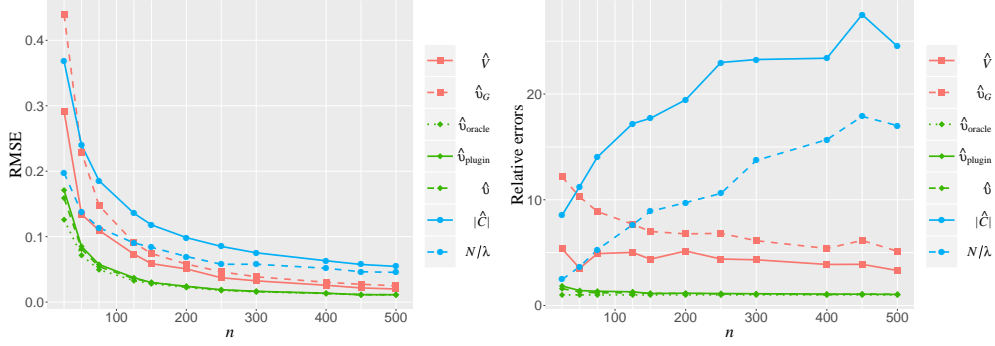 RMSE
0.4
0.3
0.2
0.1
0.0
100 200 300 400 500
n
V̂
υ̂_G
υ̂_oracle
υ̂_plugin
υ̂
|Ĉ|
N/λ
Relative errors
20
10
0
100 200 300 400 500
n
V̂
υ̂_G
υ̂_oracle
υ̂_plugin
υ̂
|Ĉ|
N/λ